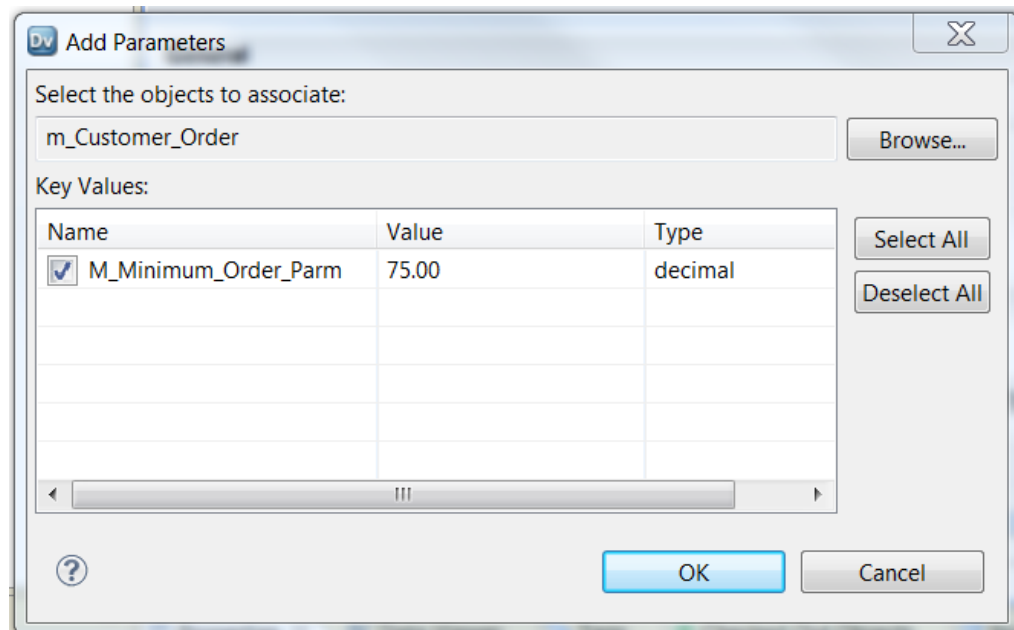 Dv Add Parameters
Select the objects to associate:
m_Customer_Order
Browse...
Key Values:
Name Value Type
M_Minimum_Order_Parm 75.00 decimal
Select All
Deselect All
?
OK Cancel